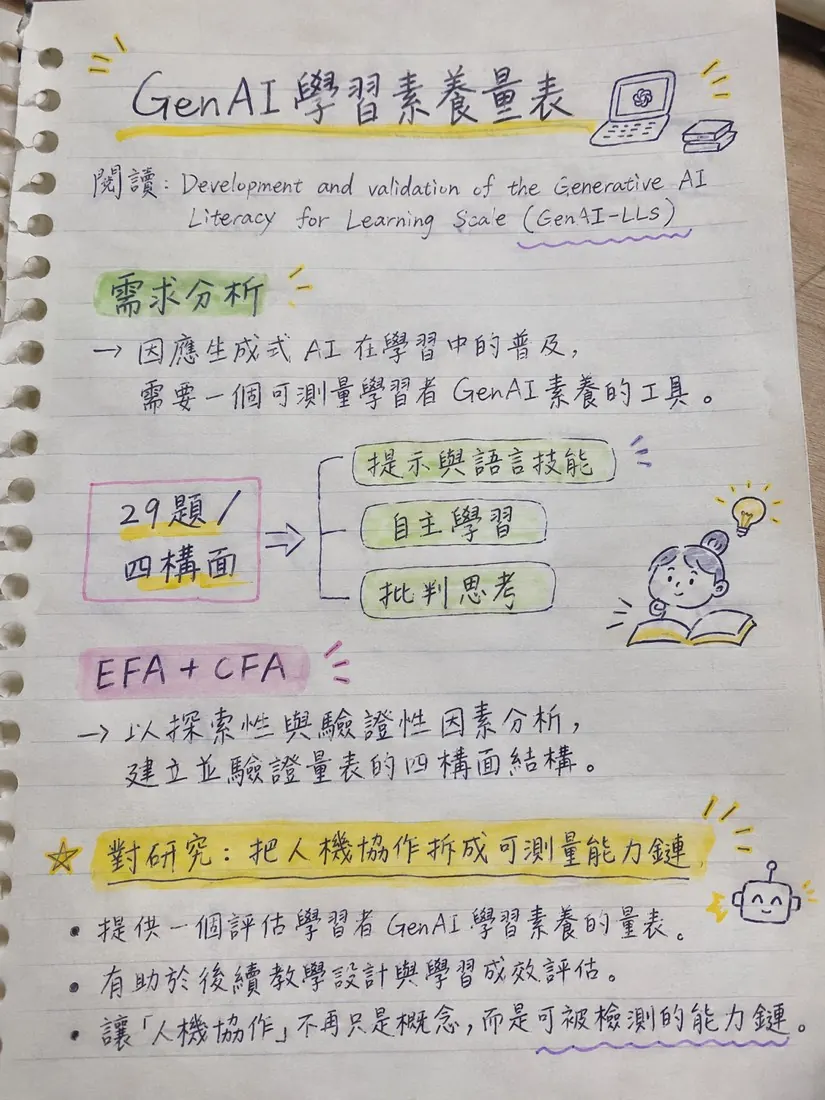 GenAI 學習素養量表
閱讀: Development and validation of the Generative AI
Literacy for Learning Scale (GenAI-LLs)
需求分析
→ 因應生成式 AI 在學習中的普及,
需要一個可測量學習者 GenAI 素養的工具。
29題/
四構面
提示與語言技能
自主學習
批判思考
EFA + CFA
→ 以探索性與驗證性因素分析,
建立並驗證量表的四構面結構。
☆ 對研究: 把人機協作拆成可測量能力鏈
• 提供一個評估學習者 GenAI 學習素養的量表。
• 有助於後續教學設計與學習成效評估。
• 讓「人機協作」不再只是概念, 而是可被檢測的能力鏈。